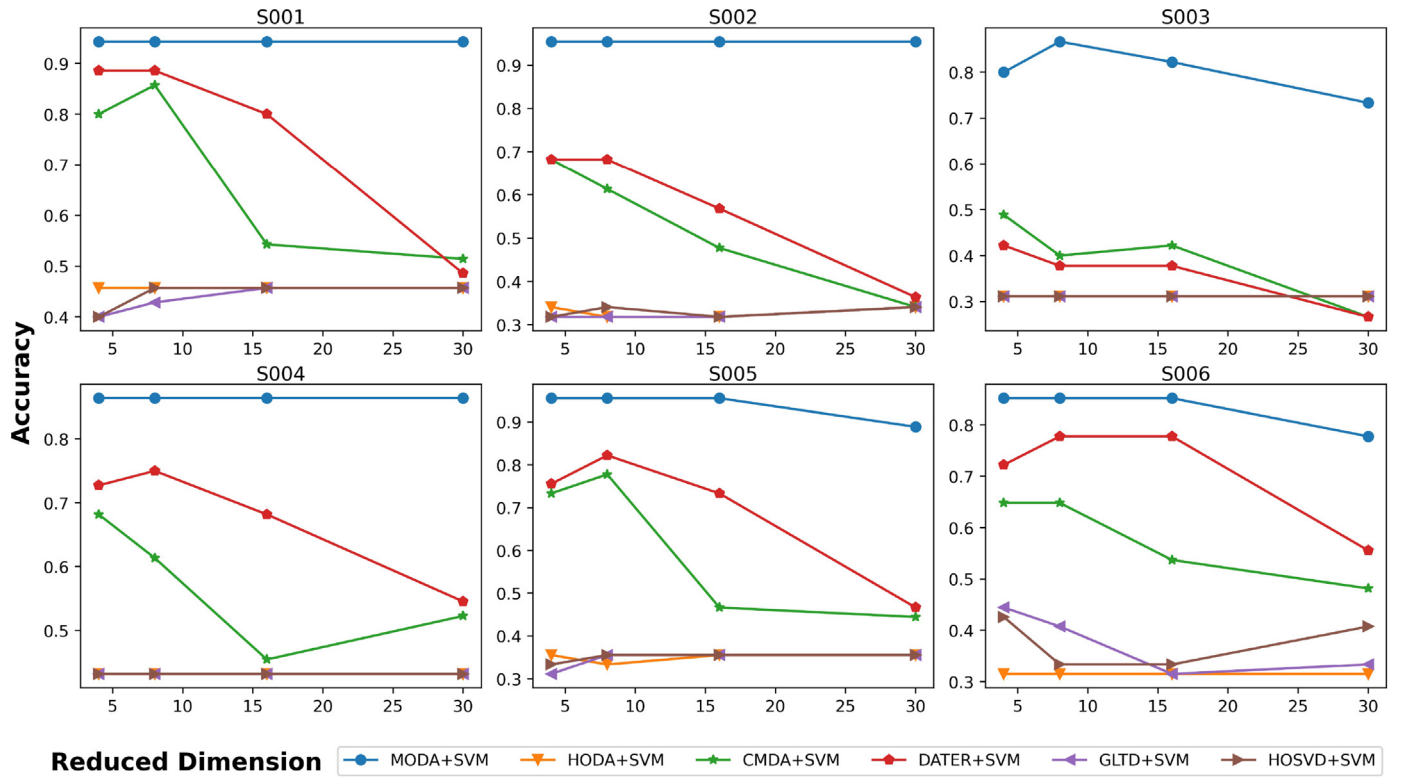 S001 S002 S003
0.9 0.8 0.7 0.6 0.5 0.4
5 10 15 20 25 30
0.9 0.8 0.7 0.6 0.5 0.4 0.3
5 10 15 20 25 30
0.8 0.7 0.6 0.5 0.4 0.3
5 10 15 20 25 30
Accuracy
S004 S005 S006
0.8 0.7 0.6 0.5
5 10 15 20 25 30
0.9 0.8 0.7 0.6 0.5 0.4 0.3
5 10 15 20 25 30
0.8 0.7 0.6 0.5 0.4 0.3
5 10 15 20 25 30
Reduced Dimension MODA+SVM HODA+SVM CMDA+SVM DATER+SVM GLTD+SVM HOSVD+SVM